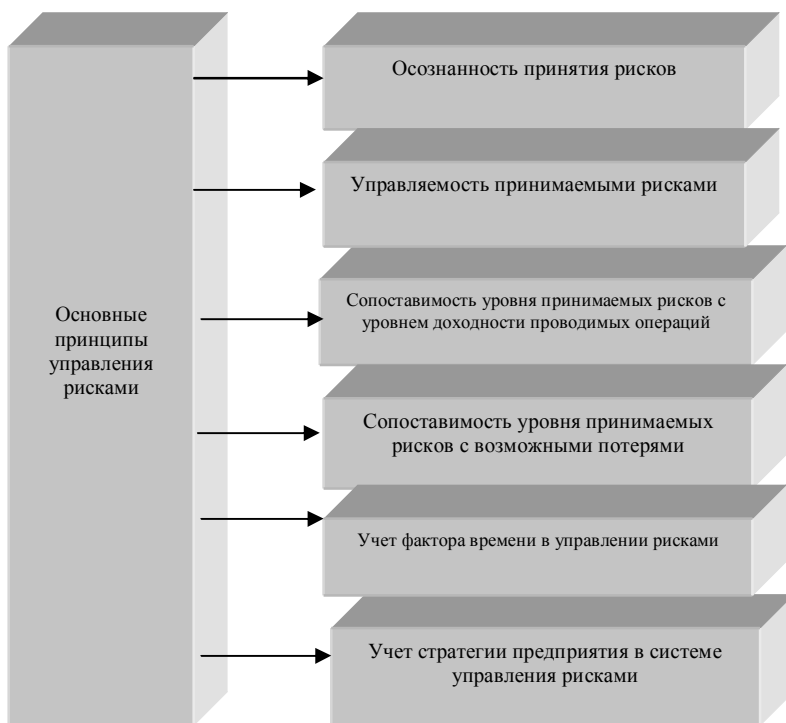 Основные
принципы
управления
рисками
Осознанность принятия рисков
Управляемость принимаемыми рисками
Сопоставимость уровня принимаемых рисков с
уровнем доходности проводимых операций
Сопоставимость уровня принимаемых
рисков с возможными потерями
Учет фактора времени в управлении рисками
Учет стратегии предприятия в системе
управления рисками